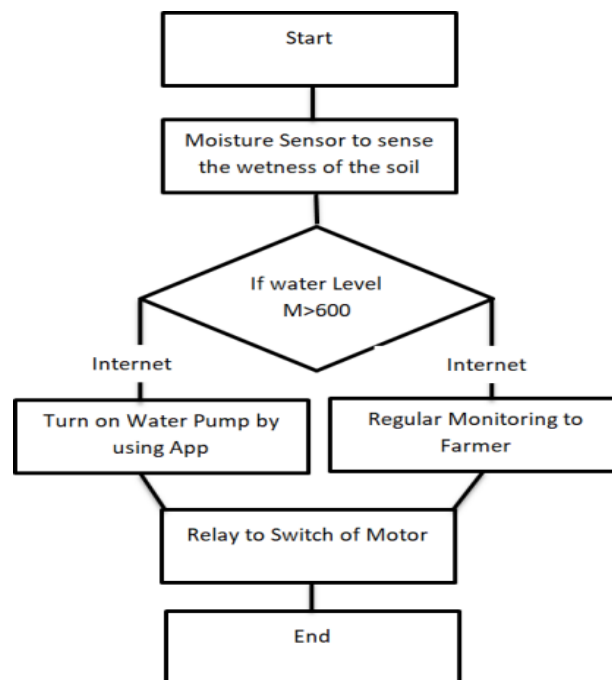 Start
Moisture Sensor to sense
the wetness of the soil
If water Level
M>600
Internet
Internet
Turn on Water Pump by
using App
Regular Monitoring to
Farmer
Relay to Switch of Motor
End